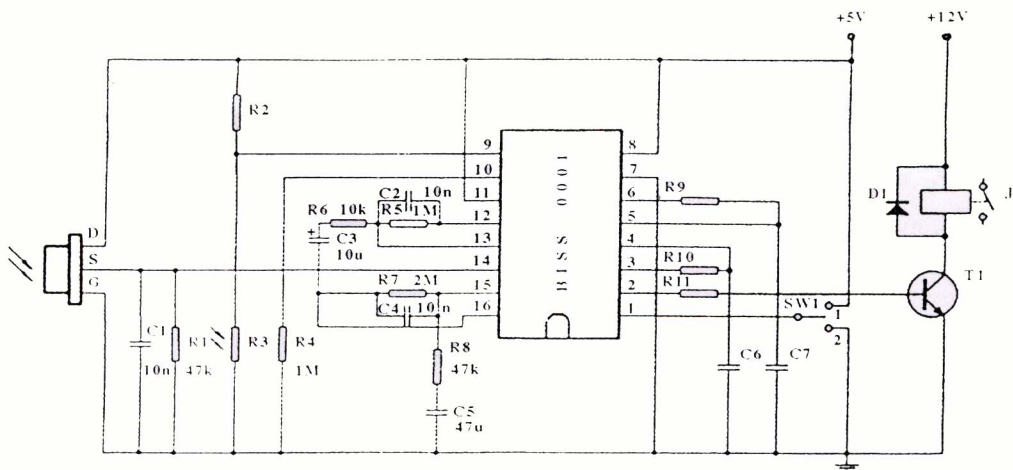 +5V
+12V
R2
9
8
10
7
C2
10n
11
6
R9
D1
J
R6
10k
R5
1M
12
5
D
C3
10u
13
4
S
14
3
R10
T1
G
R7
2M
15
2
R11
C4
10n
16
1
SW1
1
2
BISS 0001
C1
R1
R3
R4
R8
C6
C7
10n
47k
1M
47k
C5
47u